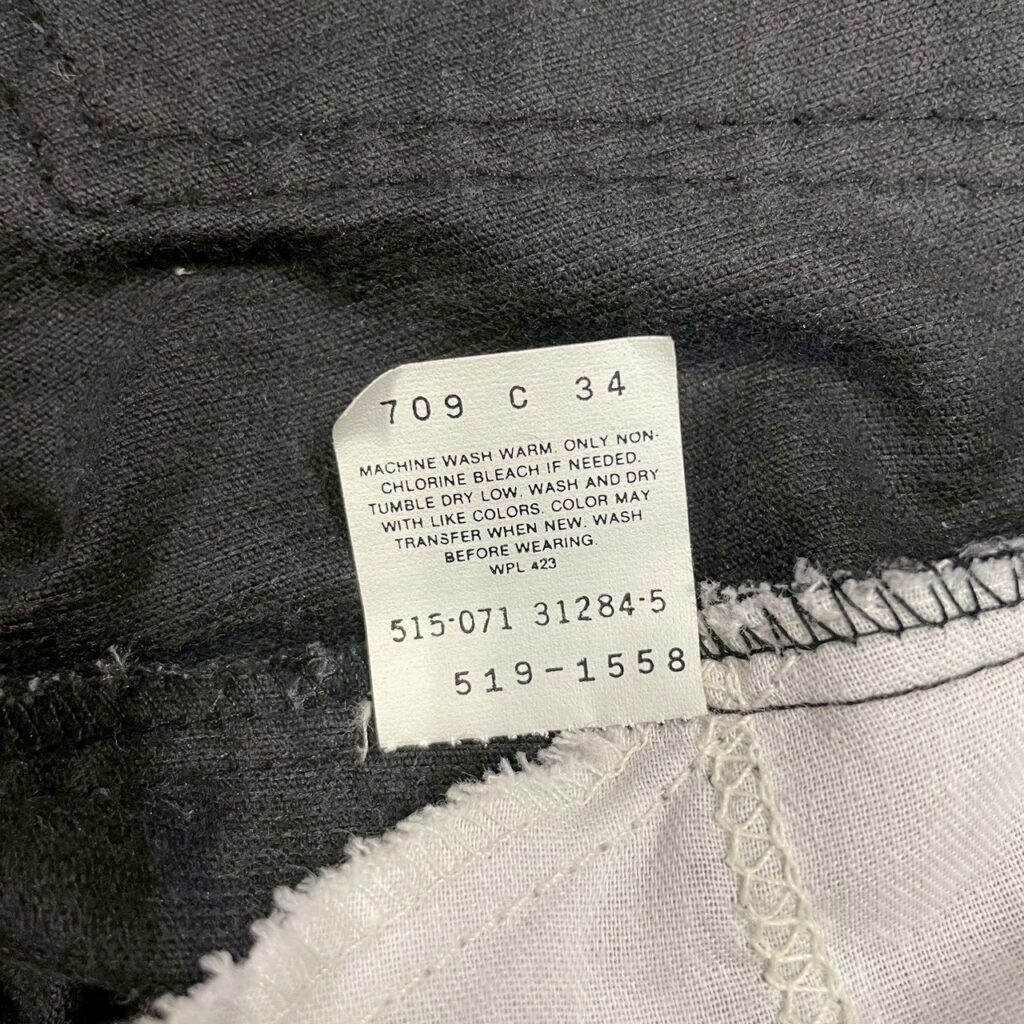 709 C 34
MACHINE WASH WARM. ONLY NON-
CHLORINE BLEACH IF NEEDED.
TUMBLE DRY LOW. WASH AND DRY
WITH LIKE COLORS. COLOR MAY
TRANSFER WHEN NEW. WASH
BEFORE WEARING.
WPL 423
515-071 31284-5
519-1558